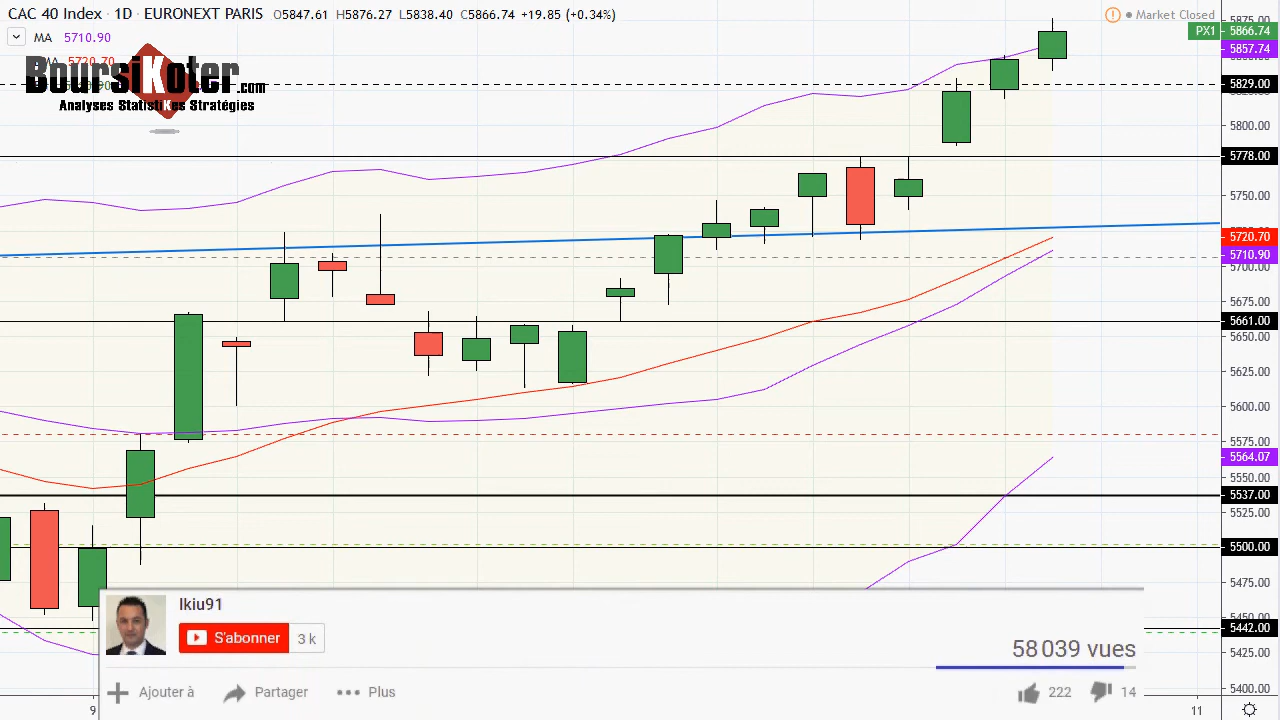 CAC 40 Index · 1D · EURONEXT PARIS O5847.61 H5876.27 L5838.40 C5866.74 +19.85 (+0.34%)
Market Closed
MA 5710.90
5720.70
BoursiKoter.com
Analyses StatistiKes Stratégies
5875.00
PX1 5866.74
5857.74
5829.00
5800.00
5778.00
5750.00
5720.70
5710.90
5700.00
5675.00
5661.00
5650.00
5625.00
5600.00
5575.00
5564.07
5550.00
5537.00
5525.00
5500.00
5475.00
5442.00
5425.00
5400.00
Ikiu91
S'abonner 3 k
58 039 vues
Ajouter à Partager Plus
222 14
9 11